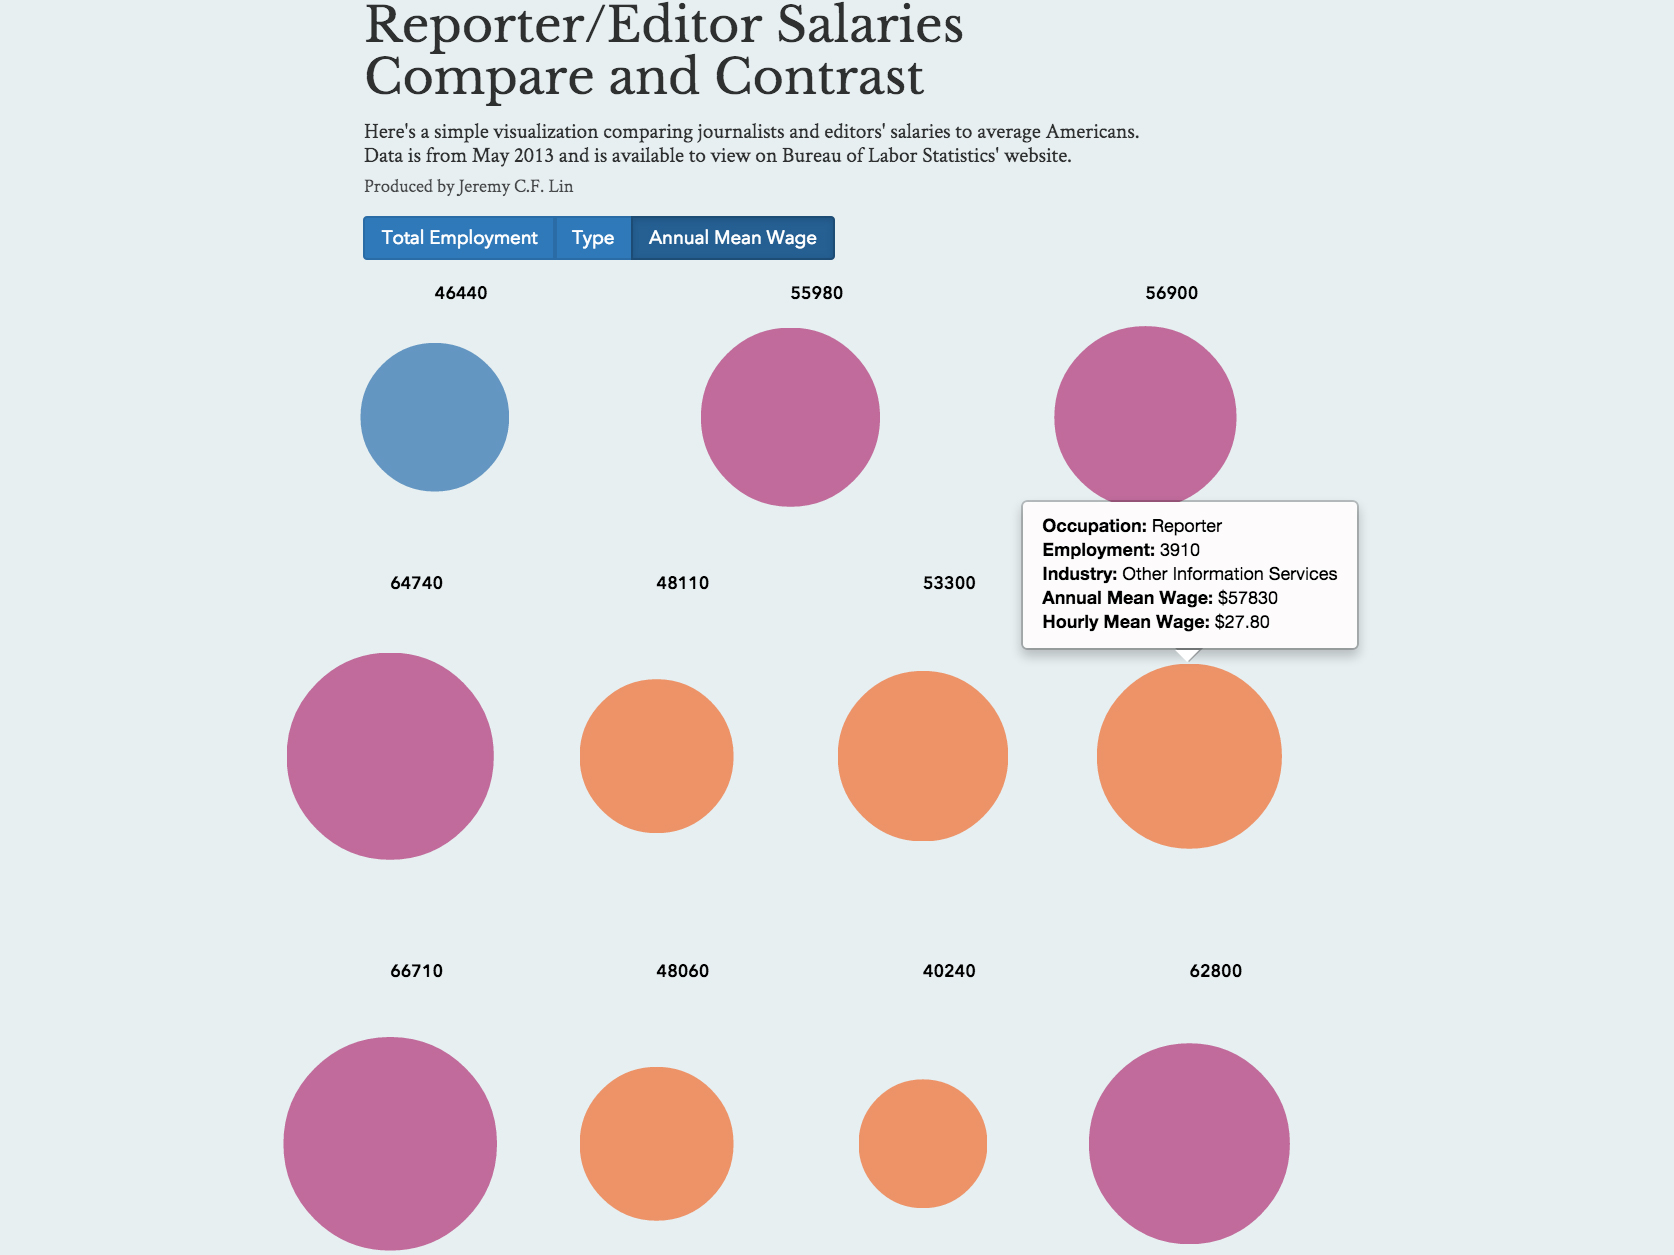 Reporter/Editor Salaries
Compare and Contrast
Here's a simple visualization comparing journalists and editors' salaries to average Americans.
Data is from May 2013 and is available to view on Bureau of Labor Statistics' website.
Produced by Jeremy C.F. Lin
Total Employment Type Annual Mean Wage
46440 55980 56900
Occupation: Reporter
Employment: 3910
Industry: Other Information Services
Annual Mean Wage: $57830
Hourly Mean Wage: $27.80
64740 48110 53300
66710 48060 40240 62800